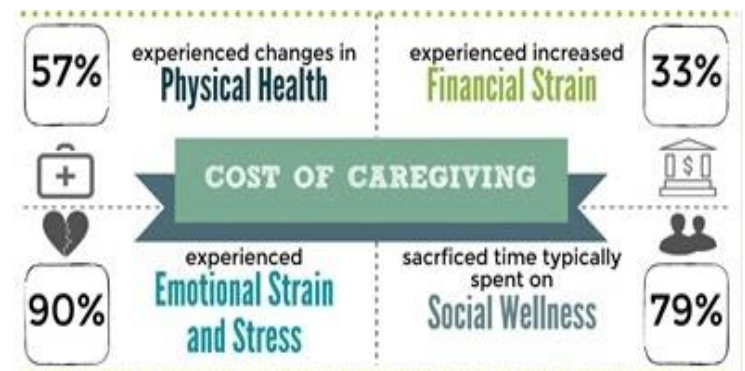 57%
experienced changes in
Physical Health
experienced increased
Financial Strain
33%
$
COST OF CAREGIVING
90%
experienced
Emotional Strain
and Stress
sacrficed time typically
spent on
Social Wellness
79%